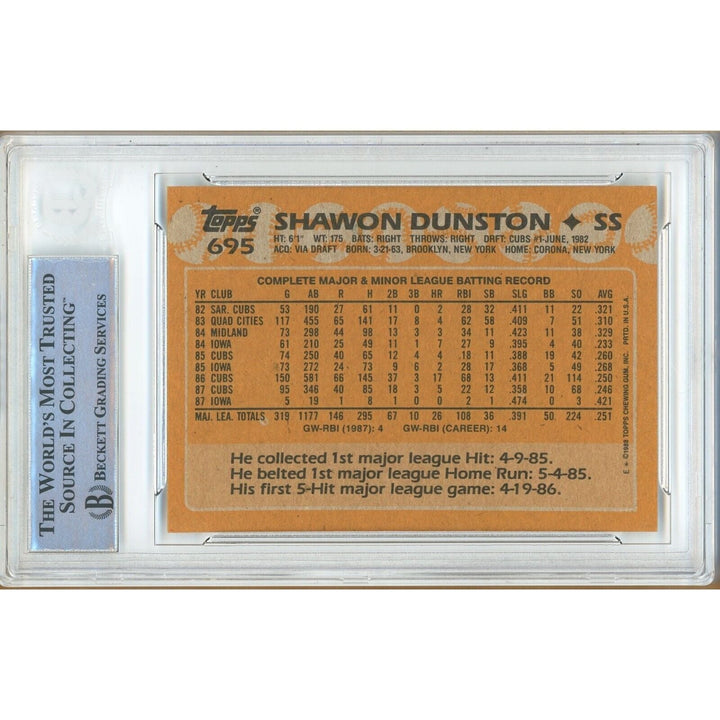 THE WORLD'S MOST TRUSTED
SOURCE IN COLLECTING™
BECKETT GRADING SERVICES
B
Topps®
695
SHAWON DUNSTON ✦ SS
HT: 6'1" WT: 175 BATS: RIGHT THROWS: RIGHT DRFT: CUBS #1-JUNE, 1982
ACQ: VIA DRAFT BORN: 3-21-63, BROOKLYN, NEW YORK HOME: CORONA, NEW YORK
COMPLETE MAJOR & MINOR LEAGUE BATTING RECORD
YR CLUB G AB R H 2B 3B HR RBI SB SLG BB SO AVG
82 SAR. CUBS 53 190 27 61 11 0 2 28 32 .411 11 22 .321
83 QUAD CITIES 117 455 65 141 17 8 4 62 58 .409 7 51 .310
84 MIDLAND 73 298 44 98 13 3 3 34 11 .423 11 38 .329
84 IOWA 61 210 25 49 11 1 7 27 9 .395 4 40 .233
85 CUBS 74 250 40 65 12 4 4 18 11 .388 19 42 .260
85 IOWA 73 272 24 73 9 6 2 28 17 .368 5 49 .268
86 CUBS 150 581 66 145 37 3 17 68 13 .411 21 114 .250
87 CUBS 95 346 40 85 18 3 5 22 12 .358 10 68 .246
87 IOWA 5 19 1 8 1 0 0 2 1 .474 0 3 .421
MAJ. LEA. TOTALS 319 1177 146 295 67 10 26 108 36 .391 50 224 .251
GW-RBI (1987): 4 GW-RBI (CAREER): 14
He collected 1st major league Hit: 4-9-85.
He belted 1st major league Home Run: 5-4-85.
His first 5-Hit major league game: 4-19-86.
E ✶ ©1988 TOPPS CHEWING GUM, INC. PRTD. IN U.S.A.